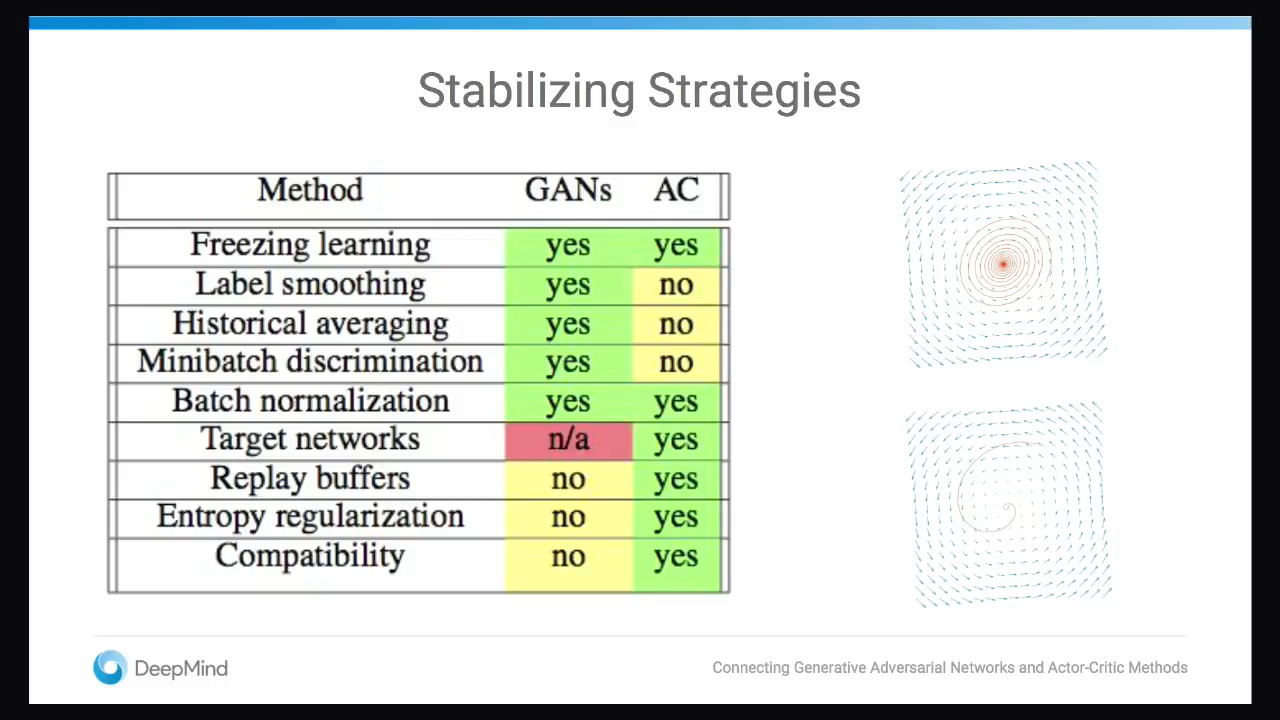 Stabilizing Strategies
Method GANs AC
Freezing learning yes yes
Label smoothing yes no
Historical averaging yes no
Minibatch discrimination yes no
Batch normalization yes yes
Target networks n/a yes
Replay buffers no yes
Entropy regularization no yes
Compatibility no yes
DeepMind
Connecting Generative Adversarial Networks and Actor-Critic Methods